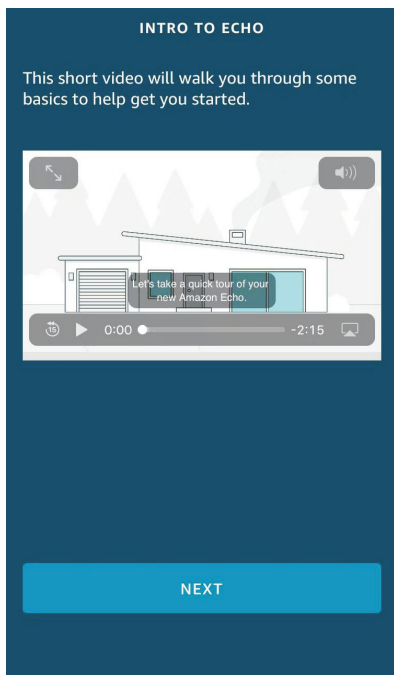 INTRO TO ECHO
This short video will walk you through some
basics to help get you started.
Let's take a quick tour of your
new Amazon Echo.
15
0:00
-2:15
NEXT